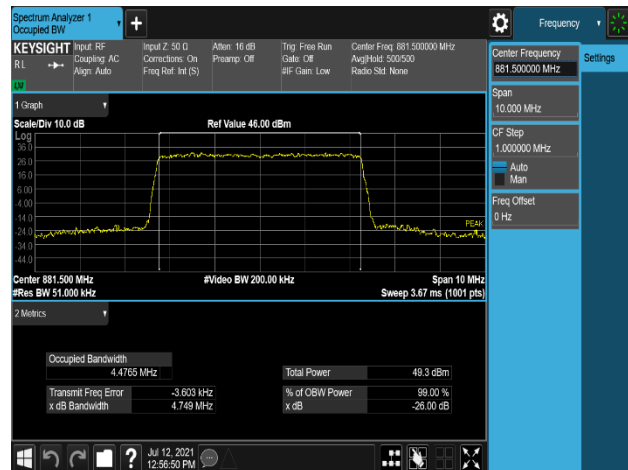 Spectrum Analyzer 1
Occupied BW
Frequency
KEYSIGHT
Input: RF
Coupling: AC
Align: Auto
Input Z: 50 Ω
Corrections: On
Freq Ref: Int (S)
Atten: 16 dB
Preamp: Off
Trig: Free Run
Gate: Off
#IF Gain: Low
Center Freq: 881.500000 MHz
Avg|Hold: 500/500
Radio Std: None
R L
Center Frequency
881.500000 MHz
Settings
Span
10.000 MHz
CF Step
1.000000 MHz
Auto
Man
Freq Offset
0 Hz
1 Graph
Scale/Div 10.0 dB
Ref Value 46.00 dBm
Log
36.0
26.0
16.0
6.00
-4.00
-14.0
-24.0
-34.0
-44.0
PEAK
Center 881.500 MHz
#Video BW 200.00 kHz
Span 10 MHz
#Res BW 51.000 kHz
Sweep 3.67 ms (1001 pts)
2 Metrics
Occupied Bandwidth
4.4765 MHz
Total Power
49.3 dBm
Transmit Freq Error
-3.603 kHz
% of OBW Power
99.00 %
x dB Bandwidth
4.749 MHz
x dB
-26.00 dB
Jul 12, 2021
12:56:50 PM